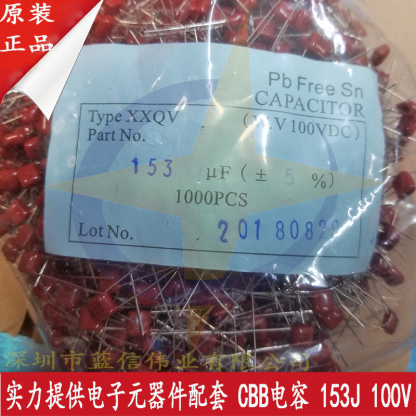 原装
正品
Pb Free Sn
CAPACITOR
Type XXQV
(W.V 100VDC)
Part No.
153 μF (± 5 %)
1000PCS
Lot No.
深圳市蓝信伟业有限公司
实力提供电子元器件配套 CBB电容 153J 100V